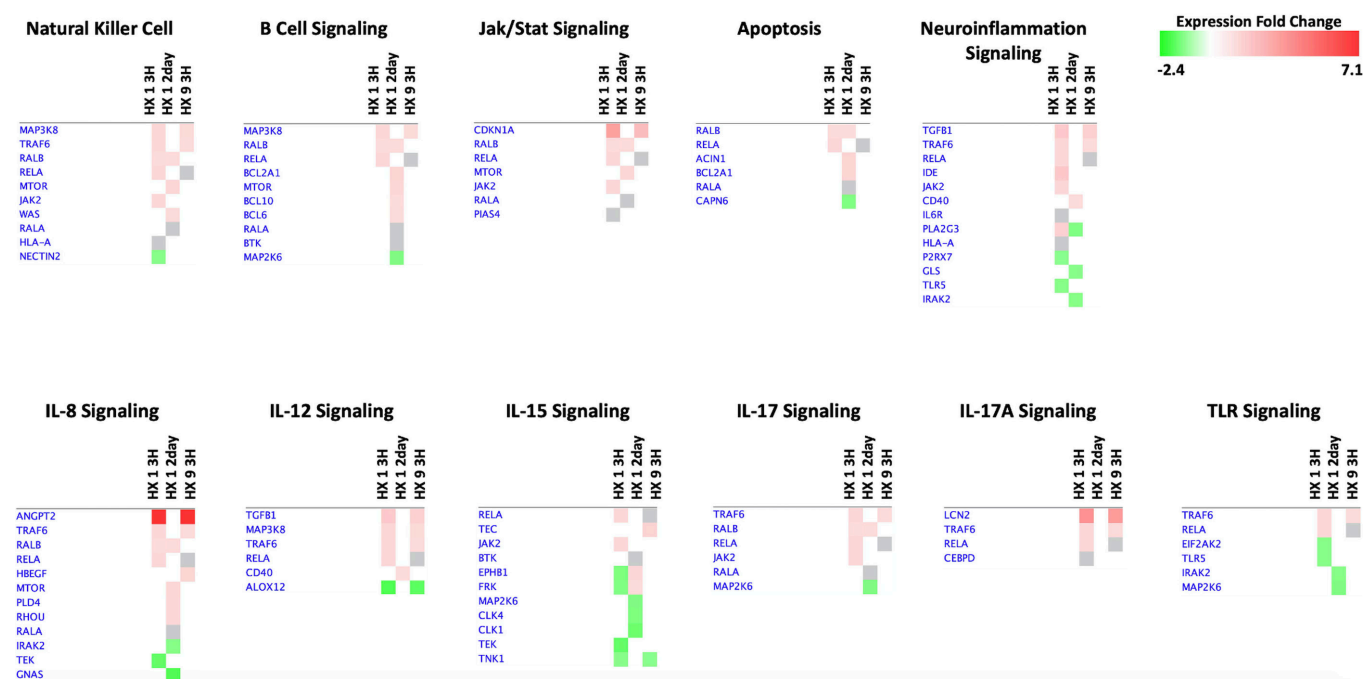 Natural Killer Cell
HX 1 3H
HX 1 2day
HX 9 3H
MAP3K8
TRAF6
RALB
RELA
MTOR
JAK2
WAS
RALA
HLA-A
NECTIN2
B Cell Signaling
HX 1 3H
HX 1 2day
HX 9 3H
MAP3K8
RALB
RELA
BCL2A1
MTOR
BCL10
BCL6
RALA
BTK
MAP2K6
Jak/Stat Signaling
HX 1 3H
HX 1 2day
HX 9 3H
CDKN1A
RALB
RELA
MTOR
JAK2
RALA
PIAS4
Apoptosis
HX 1 3H
HX 1 2day
HX 9 3H
RALB
RELA
ACIN1
BCL2A1
RALA
CAPN6
Neuroinflammation
Signaling
HX 1 3H
HX 1 2day
HX 9 3H
TGFB1
TRAF6
RELA
IDE
JAK2
CD40
IL6R
PLA2G3
HLA-A
P2RX7
GLS
TLR5
IRAK2
Expression Fold Change
-2.4 7.1
IL-8 Signaling
HX 1 3H
HX 1 2day
HX 9 3H
ANGPT2
TRAF6
RALB
RELA
HBEGF
MTOR
PLD4
RHOU
RALA
IRAK2
TEK
GNAS
IL-12 Signaling
HX 1 3H
HX 1 2day
HX 9 3H
TGFB1
MAP3K8
TRAF6
RELA
CD40
ALOX12
IL-15 Signaling
HX 1 3H
HX 1 2day
HX 9 3H
RELA
TEC
JAK2
BTK
EPHB1
FRK
MAP2K6
CLK4
CLK1
TEK
TNK1
IL-17 Signaling
HX 1 3H
HX 1 2day
HX 9 3H
TRAF6
RALB
RELA
JAK2
RALA
MAP2K6
IL-17A Signaling
HX 1 3H
HX 1 2day
HX 9 3H
LCN2
TRAF6
RELA
CEBPD
TLR Signaling
HX 1 3H
HX 1 2day
HX 9 3H
TRAF6
RELA
EIF2AK2
TLR5
IRAK2
MAP2K6